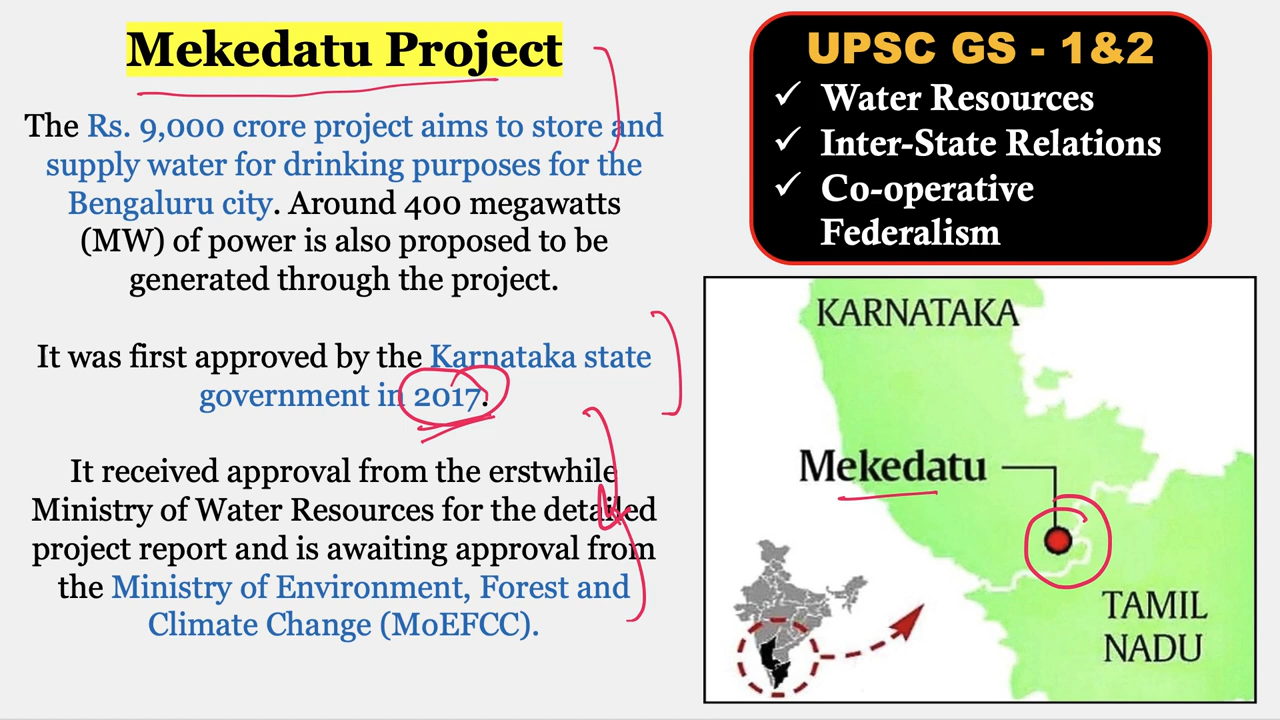 Mekedatu Project
The Rs. 9,000 crore project aims to store and
supply water for drinking purposes for the
Bengaluru city. Around 400 megawatts
(MW) of power is also proposed to be
generated through the project.
It was first approved by the Karnataka state
government in 2017.
It received approval from the erstwhile
Ministry of Water Resources for the detailed
project report and is awaiting approval from
the Ministry of Environment, Forest and
Climate Change (MoEFCC).
UPSC GS - 1&2
✓ Water Resources
✓ Inter-State Relations
✓ Co-operative
Federalism
KARNATAKA
Mekedatu
TAMIL
NADU